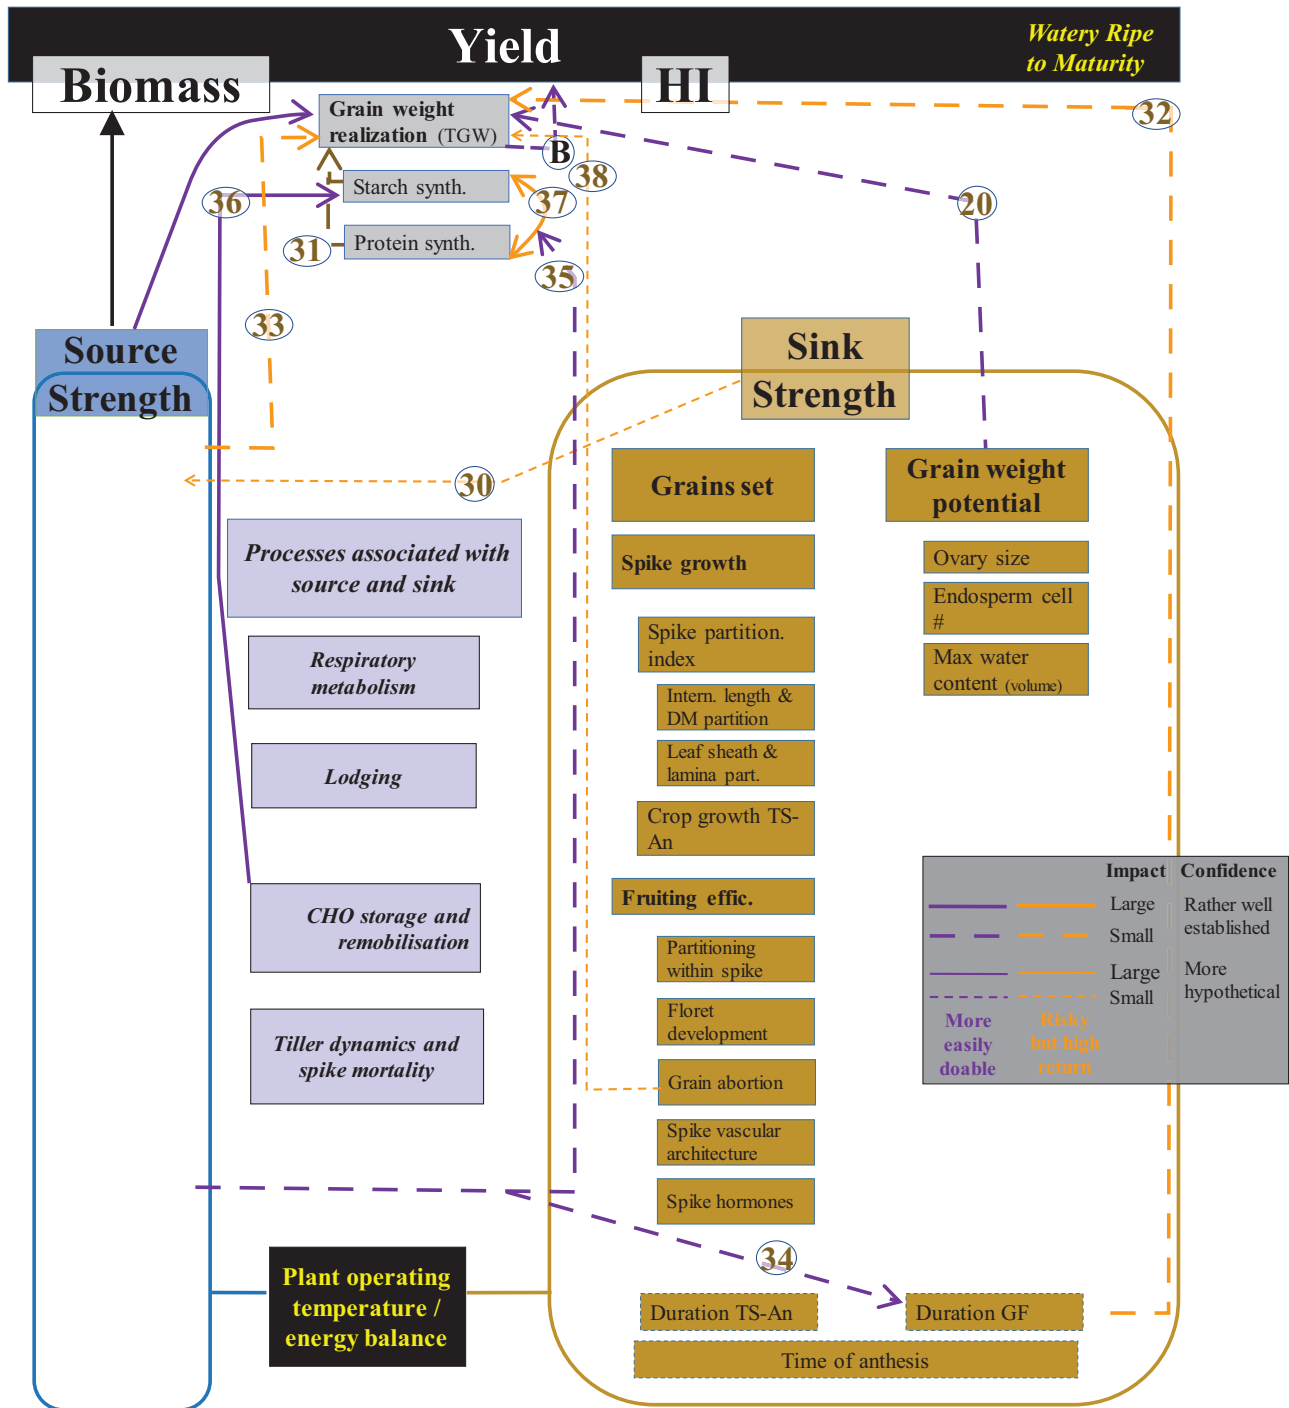 Yield
Watery Ripe
to Maturity
Biomass
HI
Grain weight
realization (TGW)
B
32
38
Starch synth.
36
37
20
Protein synth.
31
35
33
Source
Strength
Sink
Strength
30
Grains set
Grain weight
potential
Processes associated with
source and sink
Spike growth
Ovary size
Endosperm cell
#
Spike partition.
index
Max water
content (volume)
Respiratory
metabolism
Intern. length &
DM partition
Leaf sheath &
lamina part.
Lodging
Crop growth TS-
An
Fruiting effic.
CHO storage and
remobilisation
Partitioning
within spike
Floret
development
Tiller dynamics and
spike mortality
Grain abortion
Spike vascular
architecture
Spike hormones
Impact
Confidence
Large
Rather well
established
Small
Large
More
hypothetical
Small
More
easily
doable
Risky
but high
return
34
Plant operating
temperature /
energy balance
Duration TS-An
Duration GF
Time of anthesis